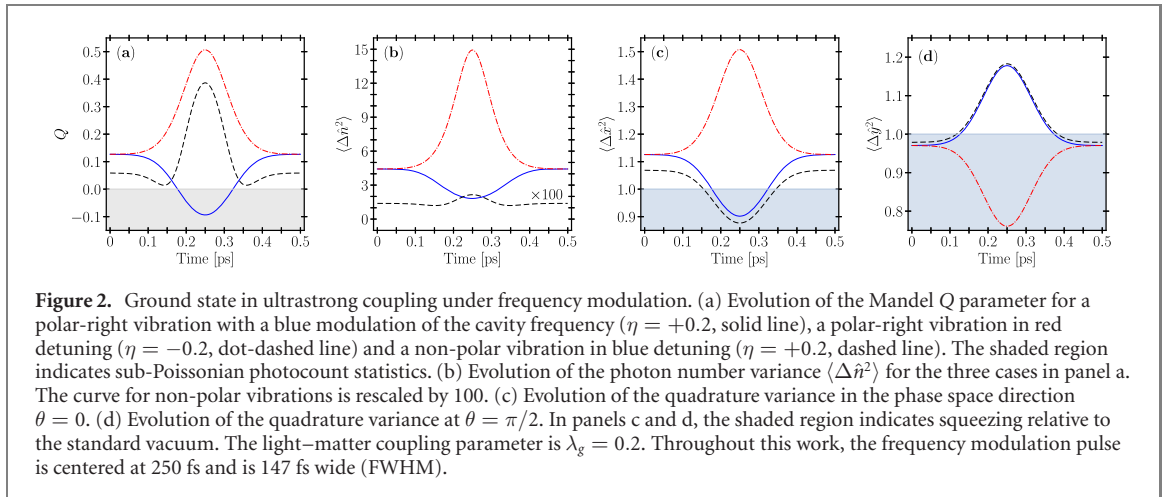 (a)
(b)
(c)
(d)
0.5
0.4
0.3
0.2
0.1
0.0
−0.1
Q
0
0.1
0.2
0.3
0.4
0.5
Time [ps]
15
12
9
6
3
0
⟨Δn̂²⟩
×100
0
0.1
0.2
0.3
0.4
0.5
Time [ps]
1.5
1.4
1.3
1.2
1.1
1.0
0.9
⟨Δx̂²⟩
0
0.1
0.2
0.3
0.4
0.5
Time [ps]
1.2
1.1
1.0
0.9
0.8
⟨Δŷ²⟩
0
0.1
0.2
0.3
0.4
0.5
Time [ps]
Figure 2. Ground state in ultrastrong coupling under frequency modulation. (a) Evolution of the Mandel Q parameter for a
polar-right vibration with a blue modulation of the cavity frequency (η = +0.2, solid line), a polar-right vibration in red
detuning (η = −0.2, dot-dashed line) and a non-polar vibration in blue detuning (η = +0.2, dashed line). The shaded region
indicates sub-Poissonian photocount statistics. (b) Evolution of the photon number variance ⟨Δn̂²⟩ for the three cases in panel a.
The curve for non-polar vibrations is rescaled by 100. (c) Evolution of the quadrature variance in the phase space direction
θ = 0. (d) Evolution of the quadrature variance at θ = π/2. In panels c and d, the shaded region indicates squeezing relative to
the standard vacuum. The light–matter coupling parameter is λg = 0.2. Throughout this work, the frequency modulation pulse
is centered at 250 fs and is 147 fs wide (FWHM).